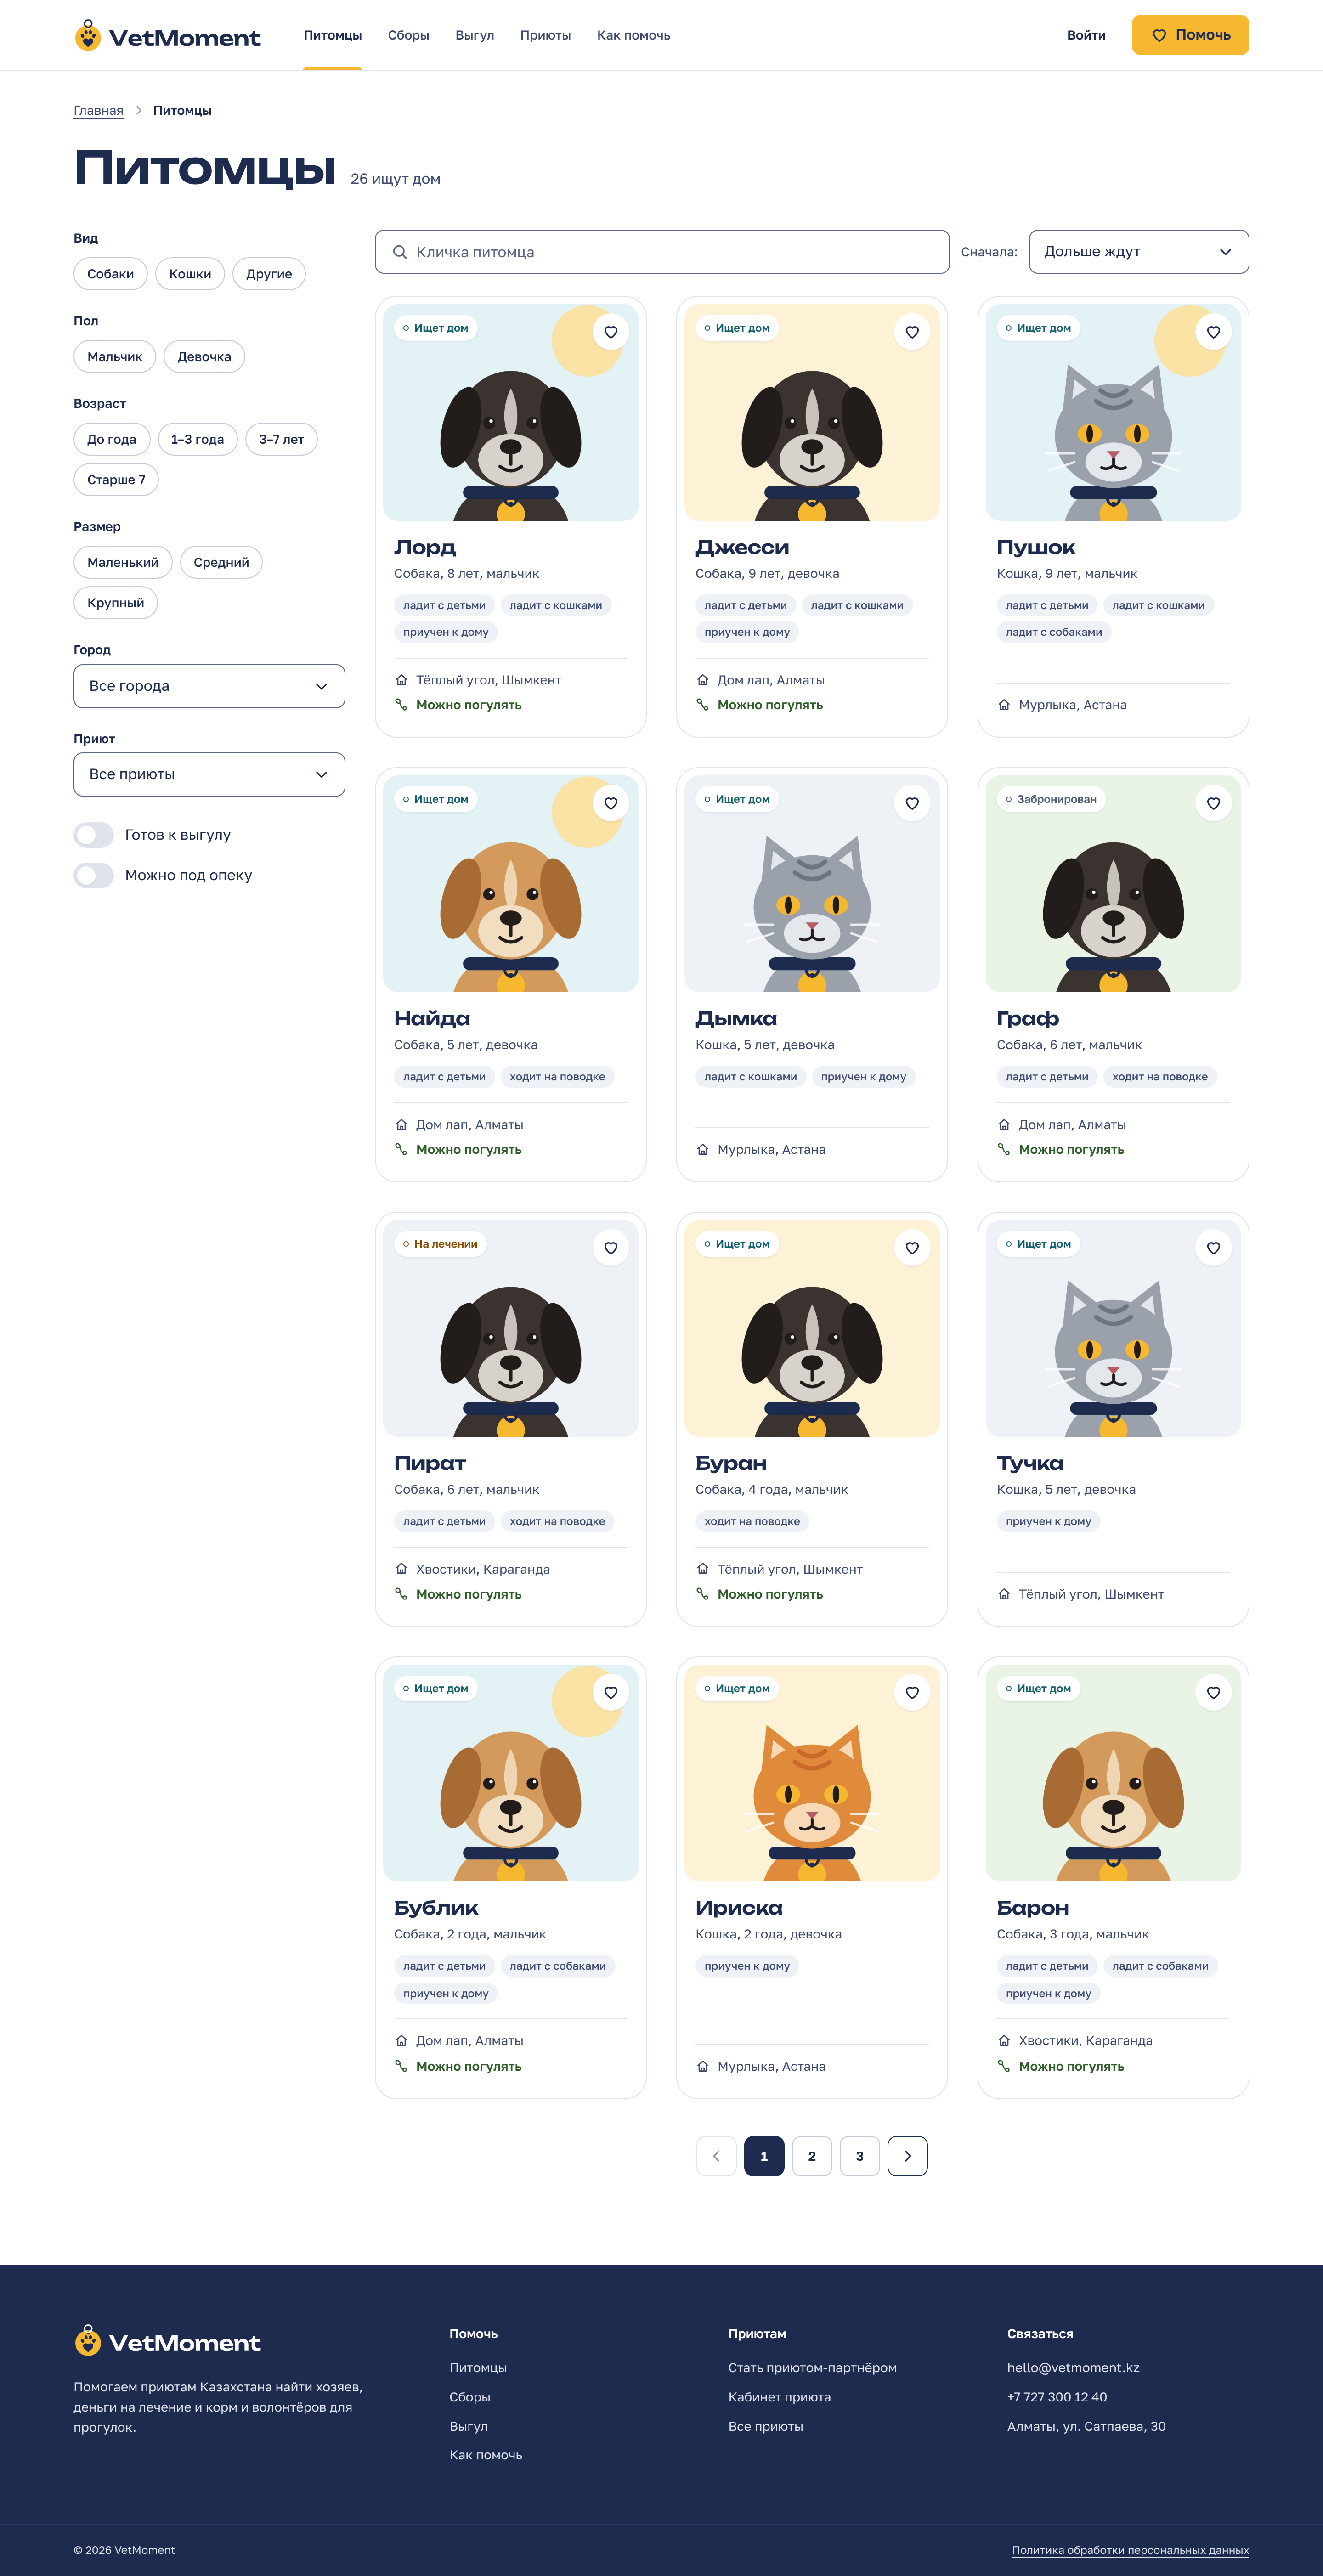 VetMoment
Питомцы
Сборы
Выгул
Приюты
Как помочь
Войти
Помочь
Главная
Питомцы
Питомцы
26 ищут дом
Вид
Собаки
Кошки
Другие
Пол
Мальчик
Девочка
Возраст
До года
1–3 года
3–7 лет
Старше 7
Размер
Маленький
Средний
Крупный
Город
Все города
Приют
Все приюты
Готов к выгулу
Можно под опеку
Кличка питомца
Сначала:
Дольше ждут
Ищет дом
Лорд
Собака, 8 лет, мальчик
ладит с детьми
ладит с кошками
приучен к дому
Тёплый угол, Шымкент
Можно погулять
Ищет дом
Джесси
Собака, 9 лет, девочка
ладит с детьми
ладит с кошками
приучен к дому
Дом лап, Алматы
Можно погулять
Ищет дом
Пушок
Кошка, 9 лет, мальчик
ладит с детьми
ладит с кошками
ладит с собаками
Мурлыка, Астана
Ищет дом
Найда
Собака, 5 лет, девочка
ладит с детьми
ходит на поводке
Дом лап, Алматы
Можно погулять
Ищет дом
Дымка
Кошка, 5 лет, девочка
ладит с кошками
приучен к дому
Мурлыка, Астана
Забронирован
Граф
Собака, 6 лет, мальчик
ладит с детьми
ходит на поводке
Дом лап, Алматы
Можно погулять
На лечении
Пират
Собака, 6 лет, мальчик
ладит с детьми
ходит на поводке
Хвостики, Караганда
Можно погулять
Ищет дом
Буран
Собака, 4 года, мальчик
ходит на поводке
Тёплый угол, Шымкент
Можно погулять
Ищет дом
Тучка
Кошка, 5 лет, девочка
приучен к дому
Тёплый угол, Шымкент
Ищет дом
Бублик
Собака, 2 года, мальчик
ладит с детьми
ладит с собаками
приучен к дому
Дом лап, Алматы
Можно погулять
Ищет дом
Ириска
Кошка, 2 года, девочка
приучен к дому
Мурлыка, Астана
Ищет дом
Барон
Собака, 3 года, мальчик
ладит с детьми
ладит с собаками
приучен к дому
Хвостики, Караганда
Можно погулять
1
2
3
VetMoment
Помогаем приютам Казахстана найти хозяев,
деньги на лечение и корм и волонтёров для
прогулок.
Помочь
Питомцы
Сборы
Выгул
Как помочь
Приютам
Стать приютом-партнёром
Кабинет приюта
Все приюты
Связаться
hello@vetmoment.kz
+7 727 300 12 40
Алматы, ул. Сатпаева, 30
© 2026 VetMoment
Политика обработки персональных данных